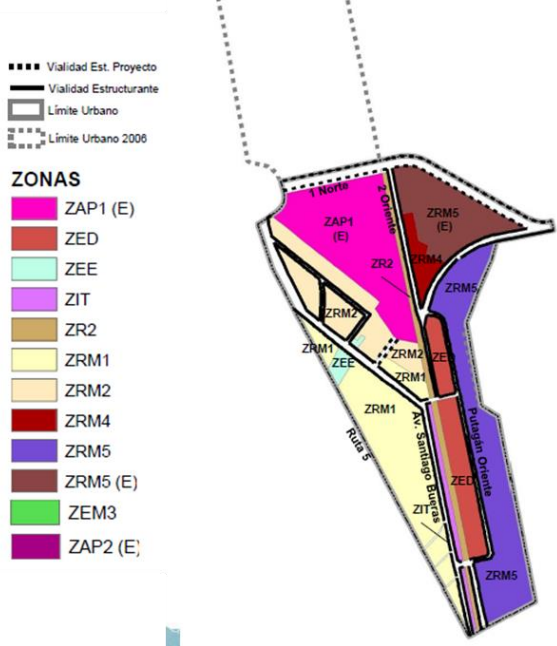 Vialidad Est. Proyecto
Vialidad Estructurante
Límite Urbano
Límite Urbano 2006
ZONAS
ZAP1 (E)
ZED
ZEE
ZIT
ZR2
ZRM1
ZRM2
ZRM4
ZRM5
ZRM5 (E)
ZEM3
ZAP2 (E)
1 Norte
2 Oriente
ZAP1
(E)
ZRM5
(E)
ZRM4
ZR2
ZRM5
ZRM2
ZRM1
ZEE
ZRM2
ZE
ZRM1
ZRM1
Ruta 5
Av. Santiago Bueras
Putagán Oriente
ZED
ZIT
ZRM5